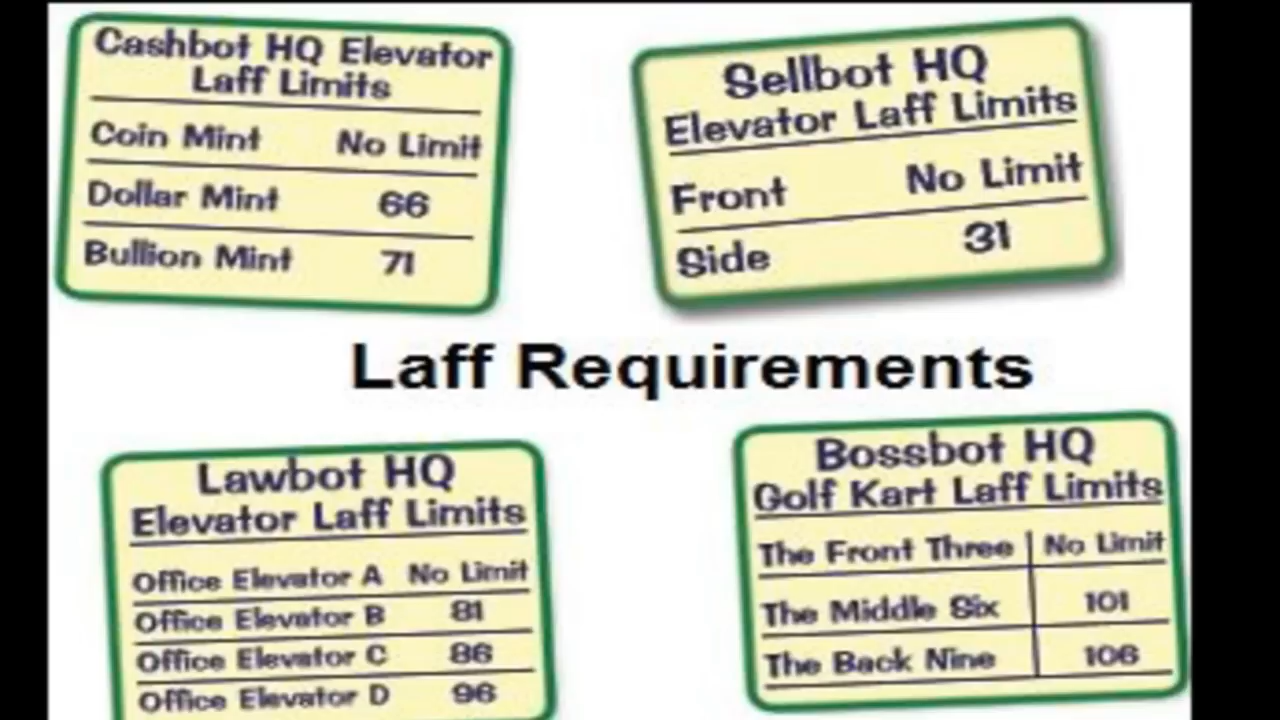 Cashbot HQ Elevator
Laff Limits
Coin Mint No Limit
Dollar Mint 66
Bullion Mint 71
Sellbot HQ
Elevator Laff Limits
Front No Limit
Side 31
Laff Requirements
Lawbot HQ
Elevator Laff Limits
Office Elevator A No Limit
Office Elevator B 81
Office Elevator C 86
Office Elevator D 96
Bossbot HQ
Golf Kart Laff Limits
The Front Three No Limit
The Middle Six 101
The Back Nine 106